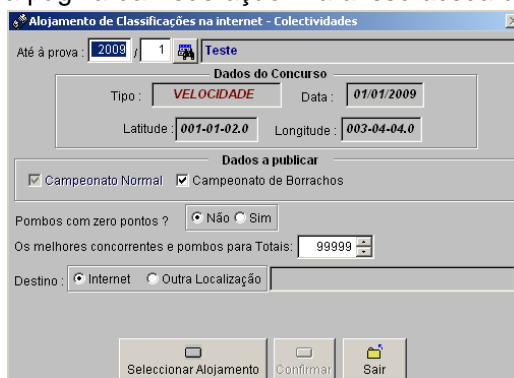 Alojamento de Classificações na internet - Colectividades
Até à prova : 2009 / 1 Teste
Dados do Concurso
Tipo : VELOCIDADE Data : 01/01/2009
Latitude : 001-01-02.0 Longitude : 003-04-04.0
Dados a publicar
Campeonato Normal Campeonato de Borrachos
Pombos com zero pontos ? Não Sim
Os melhores concorrentes e pombos para Totais: 99999
Destino : Internet Outra Localização
Seleccionar Alojamento Confirmar Sair